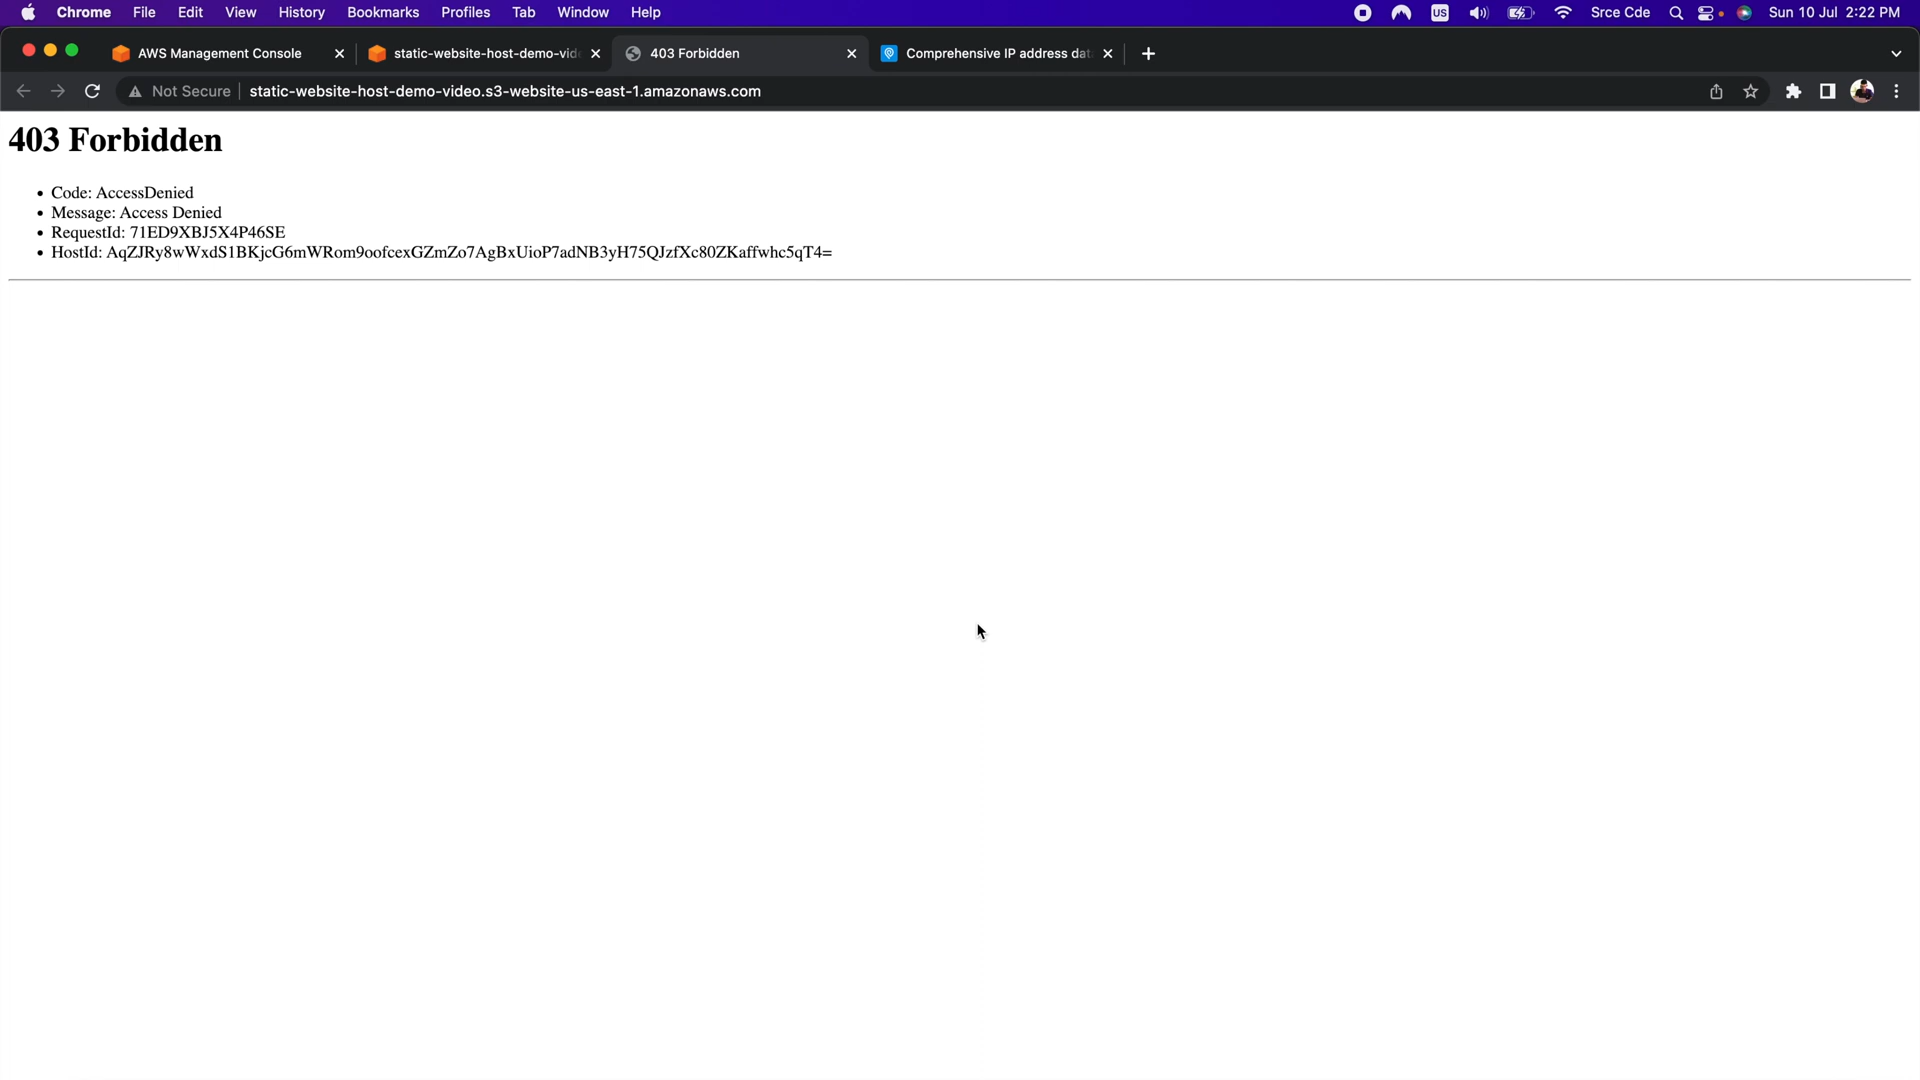 Chrome File Edit View History Bookmarks Profiles Tab Window Help US Srce Cde Sun 10 Jul 2:22 PM
AWS Management Console static-website-host-demo-vid 403 Forbidden Comprehensive IP address dat
Not Secure static-website-host-demo-video.s3-website-us-east-1.amazonaws.com
403 Forbidden
• Code: AccessDenied
• Message: Access Denied
• RequestId: 71ED9XBJ5X4P46SE
• HostId: AqZJRy8wWxdS1BKjcG6mWRom9oofcexGZmZo7AgBxUioP7adNB3yH75QJzfXc80ZKaffwhc5qT4=